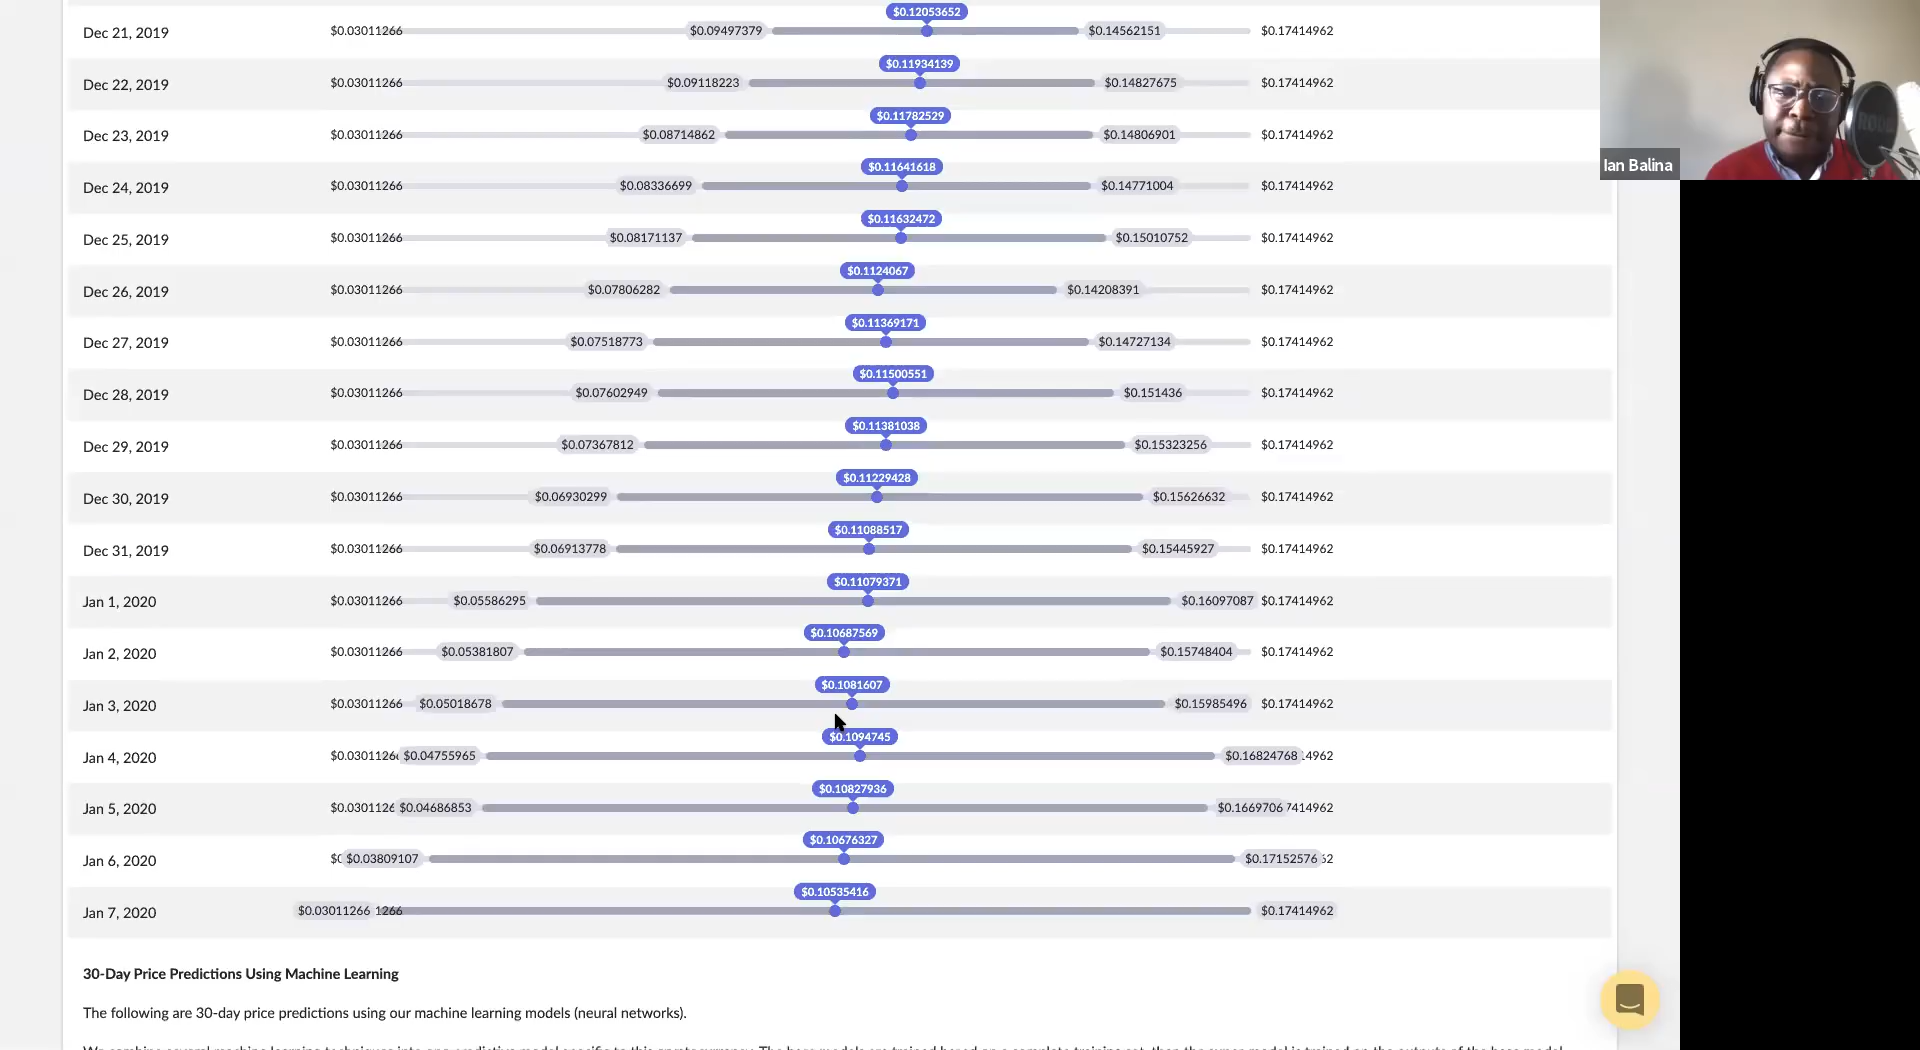 $0.12053652
Dec 21, 2019 $0.03011266 $0.09497379 $0.14562151 $0.17414962
$0.11934139
Dec 22, 2019 $0.03011266 $0.09118223 $0.14827675 $0.17414962
$0.11782529
Dec 23, 2019 $0.03011266 $0.08714862 $0.14806901 $0.17414962
$0.11641618
Dec 24, 2019 $0.03011266 $0.08336699 $0.14771004 $0.17414962
$0.11632472
Dec 25, 2019 $0.03011266 $0.08171137 $0.15010752 $0.17414962
$0.1124067
Dec 26, 2019 $0.03011266 $0.07806282 $0.14208391 $0.17414962
$0.11369171
Dec 27, 2019 $0.03011266 $0.07518773 $0.14727134 $0.17414962
$0.11500551
Dec 28, 2019 $0.03011266 $0.07602949 $0.151436 $0.17414962
$0.11381038
Dec 29, 2019 $0.03011266 $0.07367812 $0.15323256 $0.17414962
$0.11229428
Dec 30, 2019 $0.03011266 $0.06930299 $0.15626632 $0.17414962
$0.11088517
Dec 31, 2019 $0.03011266 $0.06913778 $0.15445927 $0.17414962
$0.11079371
Jan 1, 2020 $0.03011266 $0.05586295 $0.16097087 $0.17414962
$0.10687569
Jan 2, 2020 $0.03011266 $0.05381807 $0.15748404 $0.17414962
$0.1081607
Jan 3, 2020 $0.03011266 $0.05018678 $0.15985496 $0.17414962
$0.1094745
Jan 4, 2020 $0.0301126 $0.04755965 $0.16824768 4962
$0.10827936
Jan 5, 2020 $0.030112 $0.04686853 $0.1669706 7414962
$0.10676327
Jan 6, 2020 $0 $0.03809107 $0.17152576 62
$0.10535416
Jan 7, 2020 $0.03011266 1266 $0.17414962
30-Day Price Predictions Using Machine Learning
The following are 30-day price predictions using our machine learning models (neural networks).
Ian Balina
RODE